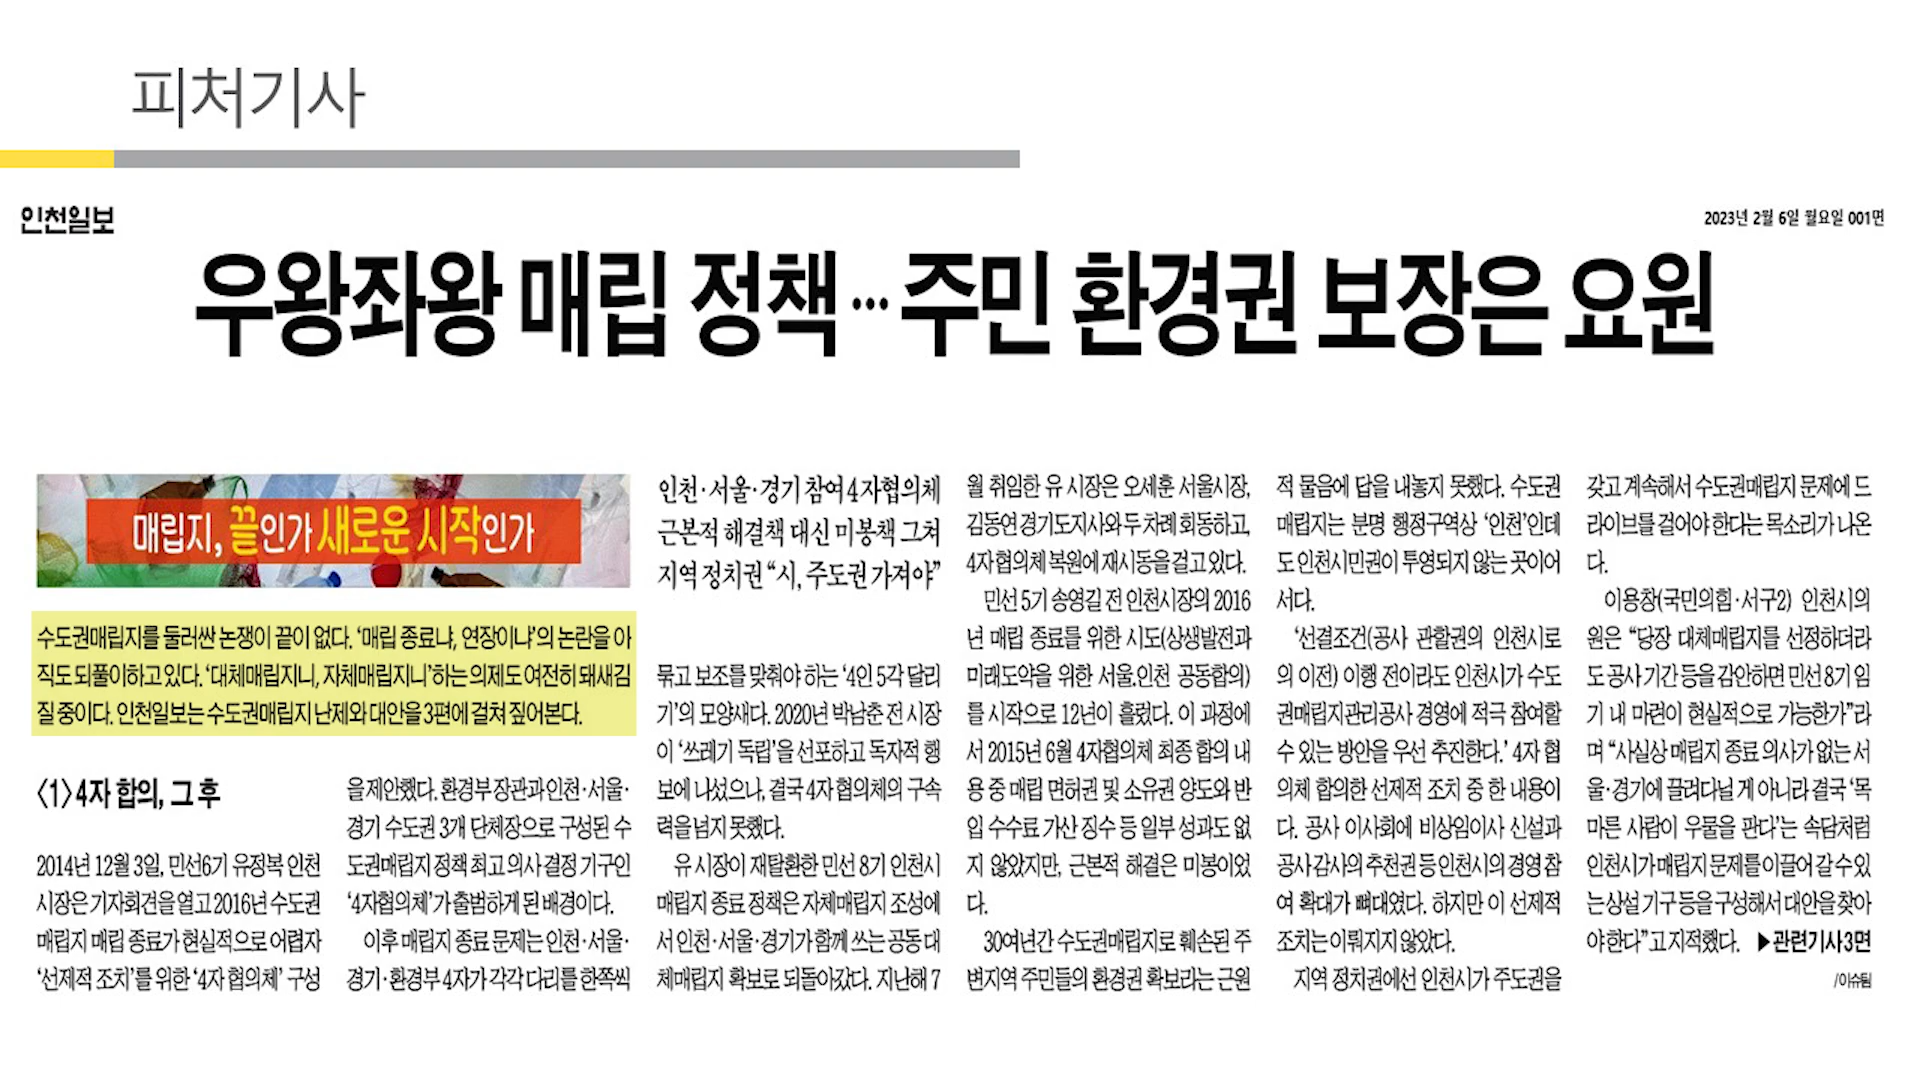 피처기사
인천일보
2023년 2월 6일 월요일 001면
우왕좌왕 매립 정책…주민 환경권 보장은 요원
매립지, 끝인가 새로운 시작인가
수도권매립지를 둘러싼 논쟁이 끝이 없다. ‘매립 종료냐, 연장이냐’의 논란을 아
직도 되풀이하고 있다. ‘대체매립지니, 자체매립지니’하는 의제도 여전히 돼새김
질 중이다. 인천일보는 수도권매립지 난제와 대안을 3편에 걸쳐 짚어본다.
〈1〉 4자 합의, 그 후
2014년 12월 3일, 민선6기 유정복 인천
시장은 기자회견을 열고 2016년 수도권
매립지 매립 종료가 현실적으로 어렵자
‘선제적 조치’를 위한 ‘4자 협의체’ 구성
을 제안했다. 환경부 장관과 인천·서울·
경기 수도권 3개 단체장으로 구성된 수
도권매립지 정책 최고 의사 결정 기구인
‘4자협의체’가 출범하게 된 배경이다.
이후 매립지 종료 문제는 인천·서울·
경기·환경부 4자가 각각 다리를 한쪽씩
인천·서울·경기 참여 4자협의체
근본적 해결책 대신 미봉책 그쳐
지역 정치권 “시, 주도권 가져야”
묶고 보조를 맞춰야 하는 ‘4인 5각 달리
기’의 모양새다. 2020년 박남춘 전 시장
이 ‘쓰레기 독립’을 선포하고 독자적 행
보에 나섰으나, 결국 4자 협의체의 구속
력을 넘지 못했다.
유 시장이 재탈환한 민선 8기 인천시
매립지 종료 정책은 자체매립지 조성에
서 인천·서울·경기가 함께 쓰는 공동 대
체매립지 확보로 되돌아갔다. 지난해 7
월 취임한 유 시장은 오세훈 서울시장,
김동연 경기도지사와 두 차례 회동하고,
4자 협의체 복원에 재시동을 걸고 있다.
민선 5기 송영길 전 인천시장의 2016
년 매립 종료를 위한 시도(상생발전과
미래도약을 위한 서울.인천 공동합의)
를 시작으로 12년이 흘렀다. 이 과정에
서 2015년 6월 4자협의체 최종 합의 내
용 중 매립 면허권 및 소유권 양도와 반
입 수수료 가산 징수 등 일부 성과도 없
지 않았지만, 근본적 해결은 미봉이었
다.
30여년간 수도권매립지로 훼손된 주
변지역 주민들의 환경권 확보라는 근원
적 물음에 답을 내놓지 못했다. 수도권
매립지는 분명 행정구역상 ‘인천’인데
도 인천시민권이 투영되지 않는 곳이어
서다.
‘선결조건(공사 관할권의 인천시로
의 이전) 이행 전이라도 인천시가 수도
권매립지관리공사 경영에 적극 참여할
수 있는 방안을 우선 추진한다.’ 4자 협
의체 합의한 선제적 조치 중 한 내용이
다. 공사 이사회에 비상임이사 신설과
공사 감사의 추천권 등 인천시의 경영 참
여 확대가 뼈대였다. 하지만 이 선제적
조치는 이뤄지지 않았다.
지역 정치권에선 인천시가 주도권을
갖고 계속해서 수도권매립지 문제에 드
라이브를 걸어야 한다는 목소리가 나온
다.
이용창(국민의힘·서구2) 인천시의
원은 “당장 대체매립지를 선정하더라
도 공사 기간 등을 감안하면 민선 8기 임
기 내 마련이 현실적으로 가능한가”라
며 “사실상 매립지 종료 의사가 없는 서
울·경기에 끌려다닐 게 아니라 결국 ‘목
마른 사람이 우물을 판다’는 속담처럼
인천시가 매립지 문제를 이끌어 갈 수 있
는 상설 기구 등을 구성해서 대안을 찾아
야 한다”고 지적했다. ▶관련기사 3면
/이슈팀